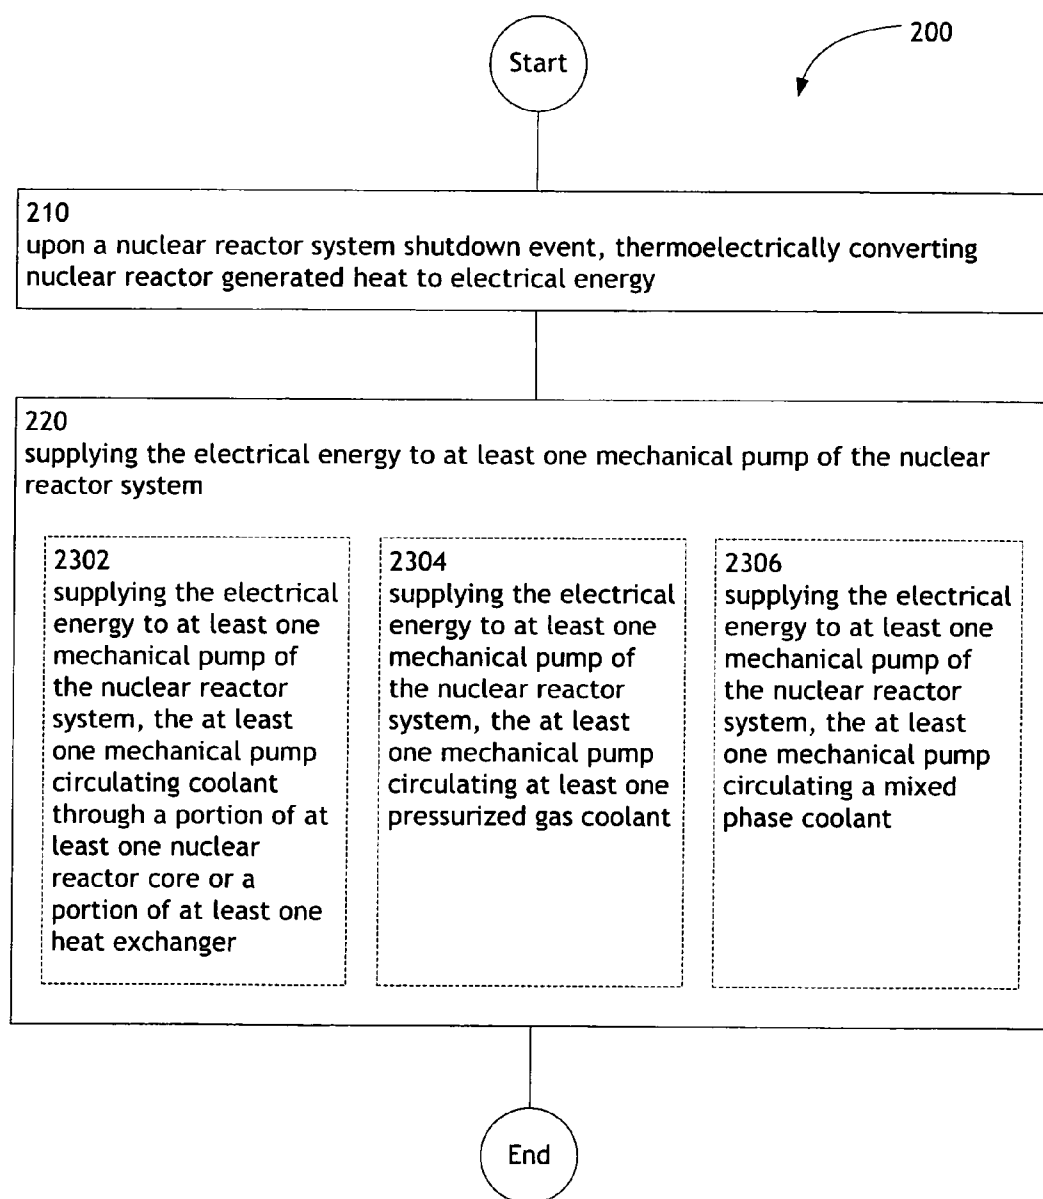 Start
200
210
upon a nuclear reactor system shutdown event, thermoelectrically converting
nuclear reactor generated heat to electrical energy
220
supplying the electrical energy to at least one mechanical pump of the nuclear
reactor system
2302
supplying the electrical
energy to at least one
mechanical pump of
the nuclear reactor
system, the at least
one mechanical pump
circulating coolant
through a portion of at
least one nuclear
reactor core or a
portion of at least one
heat exchanger
2304
supplying the electrical
energy to at least one
mechanical pump of
the nuclear reactor
system, the at least
one mechanical pump
circulating at least one
pressurized gas coolant
2306
supplying the electrical
energy to at least one
mechanical pump of
the nuclear reactor
system, the at least
one mechanical pump
circulating a mixed
phase coolant
End